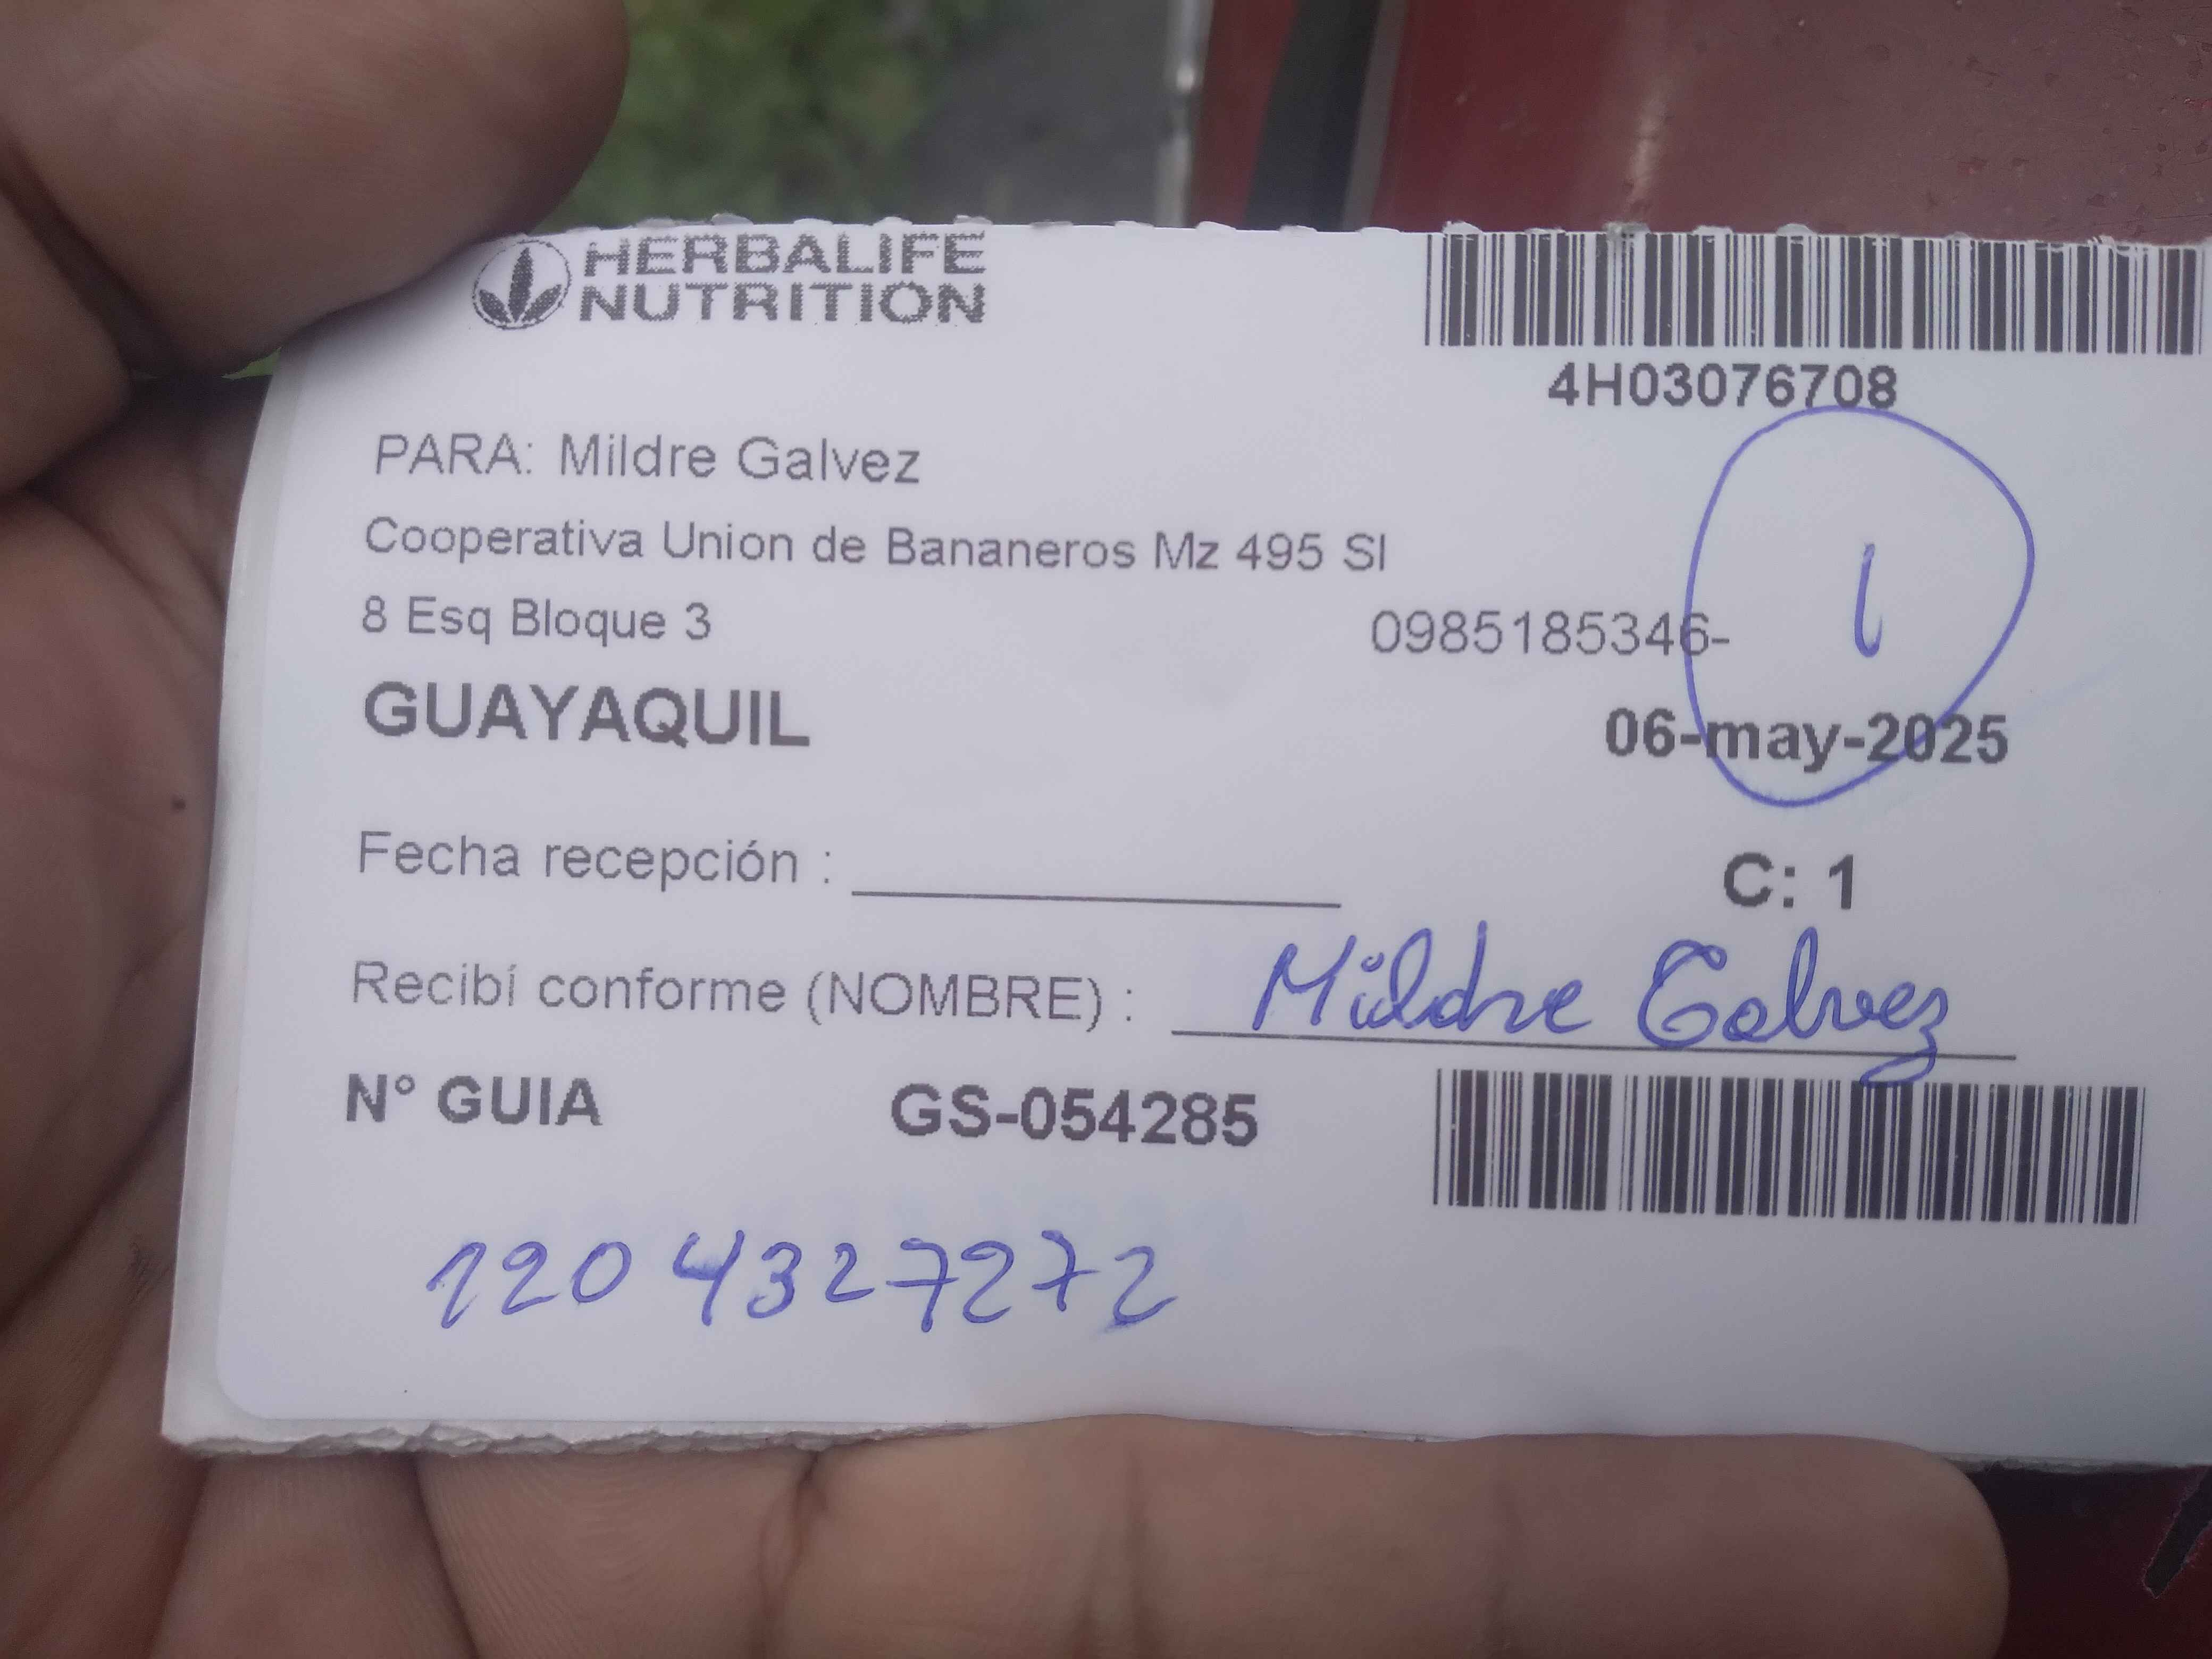 HERBALIFE
NUTRITION
4H03076708
PARA: Mildre Galvez
Cooperativa Union de Bananeros Mz 495 Sl
8 Esq Bloque 3
0985185346-
1
GUAYAQUIL
06-may-2025
Fecha recepción :
C: 1
Recibí conforme (NOMBRE) : Mildre Galvez
N° GUIA GS-054285
1204327272